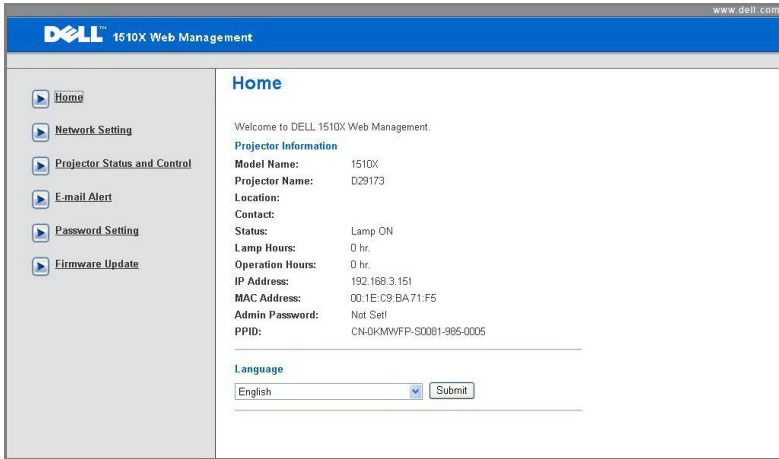 www.dell.com
DELL™ 1510X Web Management
Home
Network Setting
Projector Status and Control
E-mail Alert
Password Setting
Firmware Update
Home
Welcome to DELL 1510X Web Management.
Projector Information
Model Name: 1510X
Projector Name: D29173
Location:
Contact:
Status: Lamp ON
Lamp Hours: 0 hr.
Operation Hours: 0 hr.
IP Address: 192.168.3.151
MAC Address: 00:1E:C9:BA:71:F5
Admin Password: Not Set!
PPID: CN-0KMWFP-S0081-985-0005
Language
English Submit